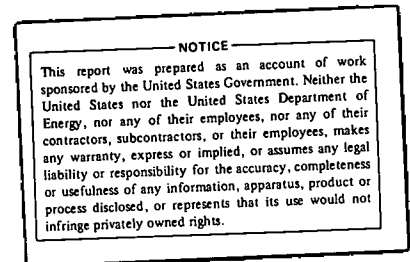 NOTICE
This report was prepared as an account of work
sponsored by the United States Government. Neither the
United States nor the United States Department of
Energy, nor any of their employees, nor any of their
contractors, subcontractors, or their employees, makes
any warranty, express or implied, or assumes any legal
liability or responsibility for the accuracy, completeness
or usefulness of any information, apparatus, product or
process disclosed, or represents that its use would not
infringe privately owned rights.